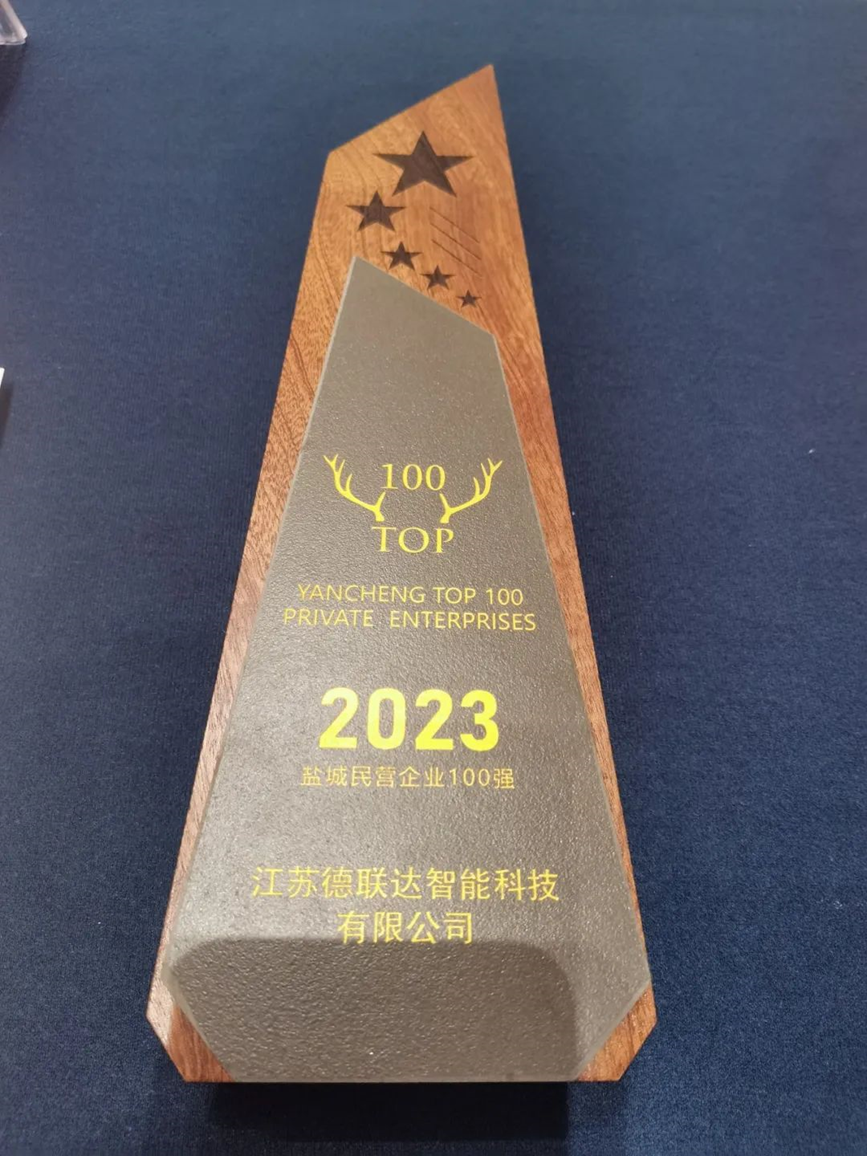 100
TOP
YANCHENG TOP 100
PRIVATE ENTERPRISES
2023
盐城民营企业100强
江苏德联达智能科技
有限公司